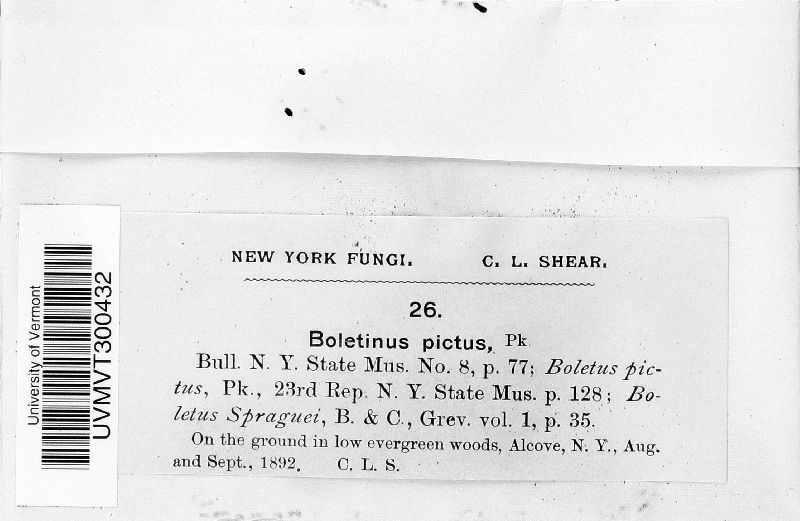 NEW YORK FUNGI. C. L. SHEAR.
26.
Boletinus pictus, Pk
Bull. N. Y. State Mus. No. 8, p. 77; Boletus pic-
tus, Pk., 23rd Rep. N. Y. State Mus. p. 128; Bo-
letus Spraguei, B. & C., Grev. vol. 1, p. 35.
On the ground in low evergreen woods, Alcove, N. Y., Aug.
and Sept., 1892. C. L. S.
University of Vermont
UVMVT300432